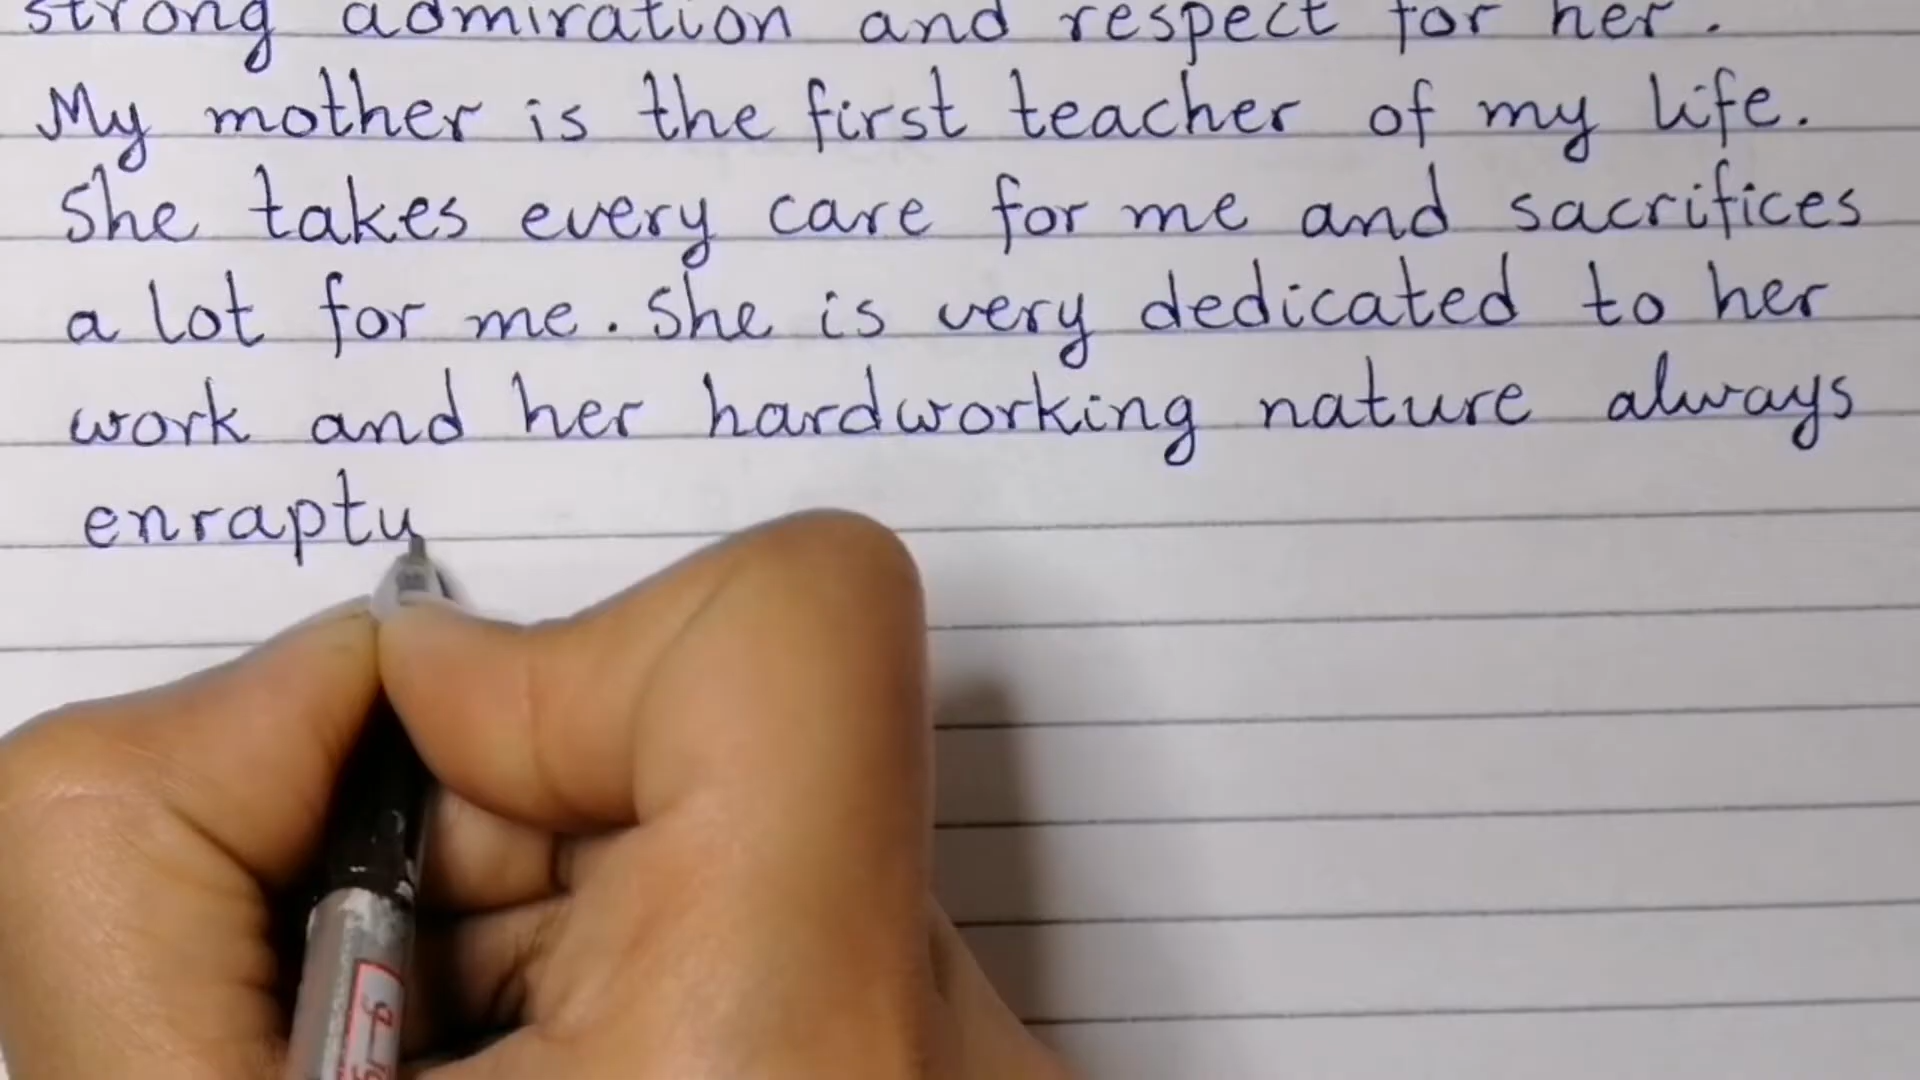 strong admiration and respect for her.
My mother is the first teacher of my life.
She takes every care for me and sacrifices
a lot for me. She is very dedicated to her
work and her hardworking nature always
enraptu